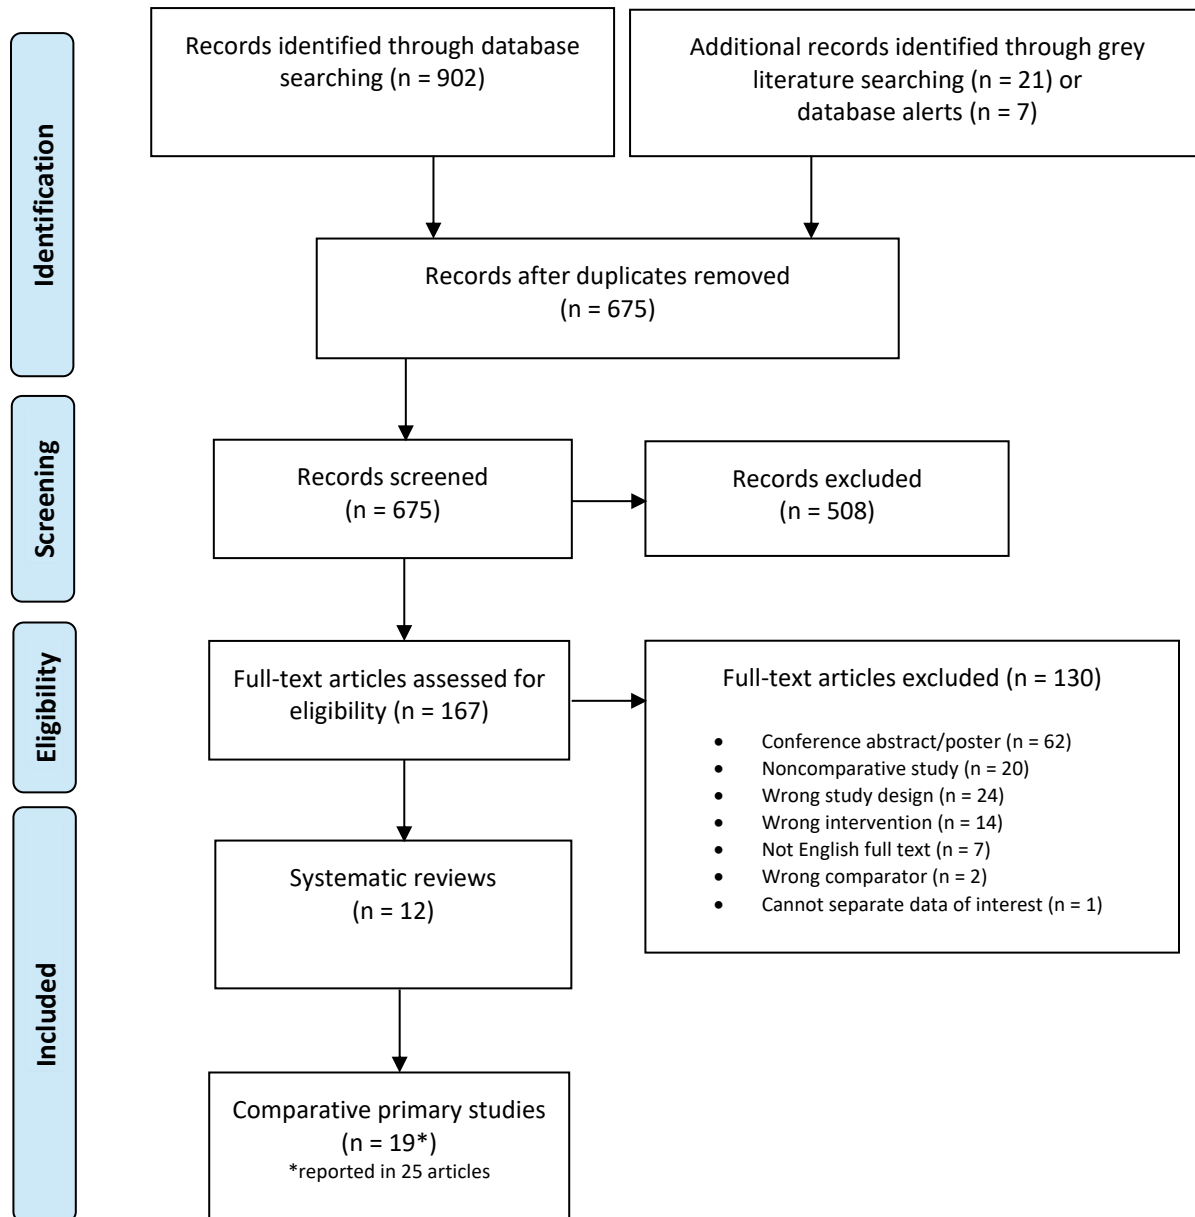 Records identified through database
searching (n = 902)
Additional records identified through grey
literature searching (n = 21) or
database alerts (n = 7)
Identification
Records after duplicates removed
(n = 675)
Screening
Records screened
(n = 675)
Records excluded
(n = 508)
Eligibility
Full-text articles assessed for
eligibility (n = 167)
Full-text articles excluded (n = 130)
• Conference abstract/poster (n = 62)
• Noncomparative study (n = 20)
• Wrong study design (n = 24)
• Wrong intervention (n = 14)
• Not English full text (n = 7)
• Wrong comparator (n = 2)
• Cannot separate data of interest (n = 1)
Included
Systematic reviews
(n = 12)
Comparative primary studies
(n = 19*)
*reported in 25 articles